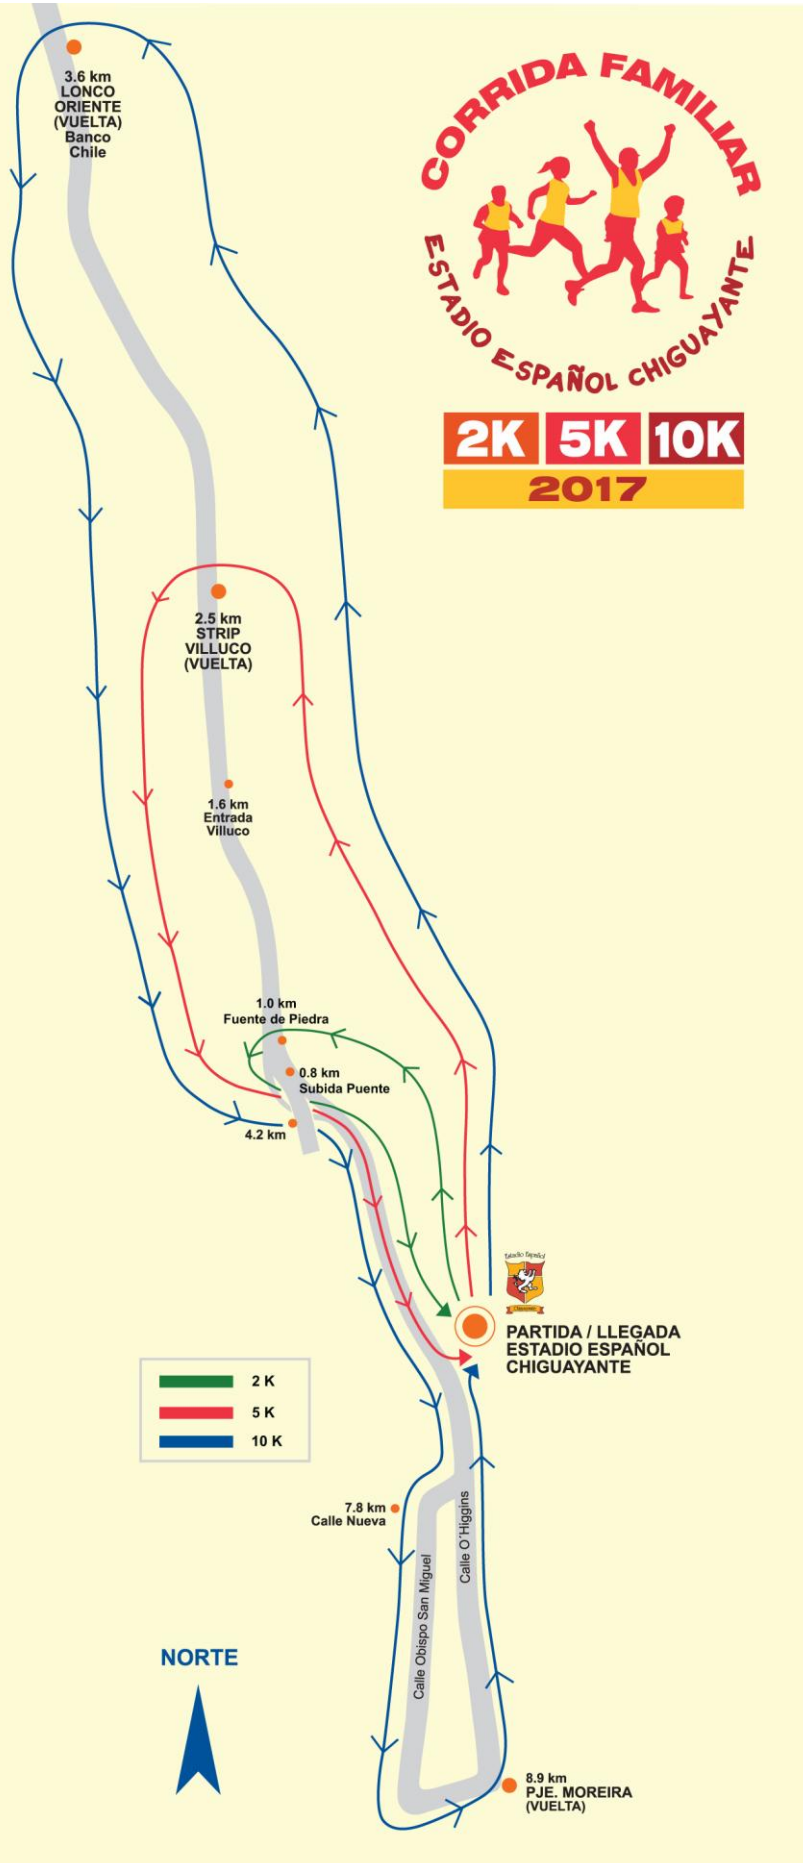 3.6 km
LONCO
ORIENTE
(VUELTA)
Banco
Chile
CORRIDA FAMILIAR
ESTADIO ESPAÑOL CHIGUAYANTE
2K 5K 10K
2017
2.5 km
STRIP
VILLUCO
(VUELTA)
1.6 km
Entrada
Villuco
1.0 km
Fuente de Piedra
0.8 km
Subida Puente
4.2 km
Estadio Español
Chiguayante
PARTIDA / LLEGADA
ESTADIO ESPAÑOL
CHIGUAYANTE
2 K
5 K
10 K
7.8 km
Calle Nueva
Calle O´Higgins
Calle Obispo San Miguel
NORTE
8.9 km
PJE. MOREIRA
(VUELTA)